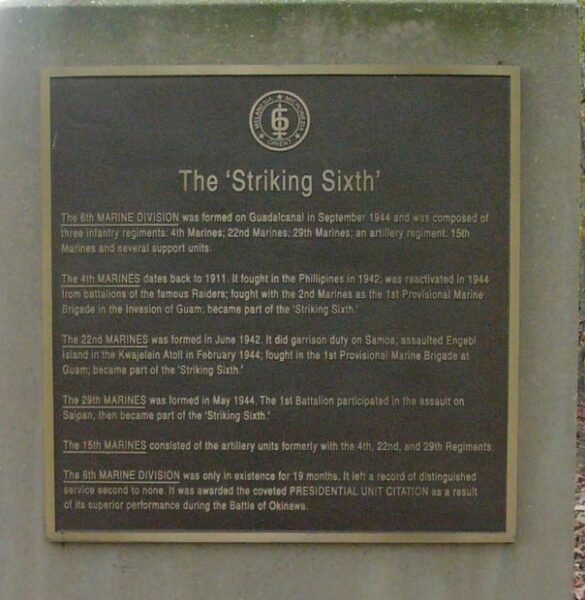 MELANESIA ★ MICRONESIA
6
ORIENT
The 'Striking Sixth'
The 6th MARINE DIVISION was formed on Guadalcanal in September 1944 and was composed of
three infantry regiments: 4th Marines; 22nd Marines; 29th Marines; an artillery regiment. 15th
Marines and several support units.
The 4th MARINES dates back to 1911. It fought in the Phillipines in 1942; was reactivated in 1944
from battalions of the famous Raiders; fought with the 2nd Marines as the 1st Provisional Marine
Brigade in the Invasion of Guam; became part of the 'Striking Sixth.'
The 22nd MARINES was formed in June 1942. It did garrison duty on Samoa; assaulted Engebi
Island in the Kwajelein Atoll in February 1944; fought in the 1st Provisional Marine Brigade at
Guam; became part of the 'Striking Sixth.'
The 29th MARINES was formed in May 1944. The 1st Battalion participated in the assault on
Saipan, then became part of the 'Striking Sixth.'
The 15th MARINES consisted of the artillery units formerly with the 4th, 22nd, and 29th Regiments.
The 6th MARINE DIVISION was only in existence for 19 months. It left a record of distinguished
service second to none. It was awarded the coveted PRESIDENTIAL UNIT CITATION as a result
of its superior performance during the Battle of Okinawa.